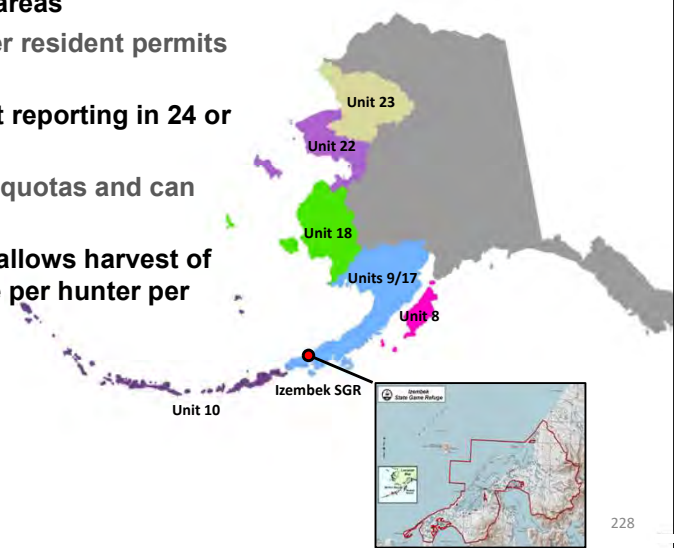 areas
er resident permits
t reporting in 24 or
quotas and can
allows harvest of
per hunter per
Unit 23
Unit 22
Unit 18
Units 9/17
Unit 8
Izembek SGR
Unit 10
Izembek
State Game Refuge
228